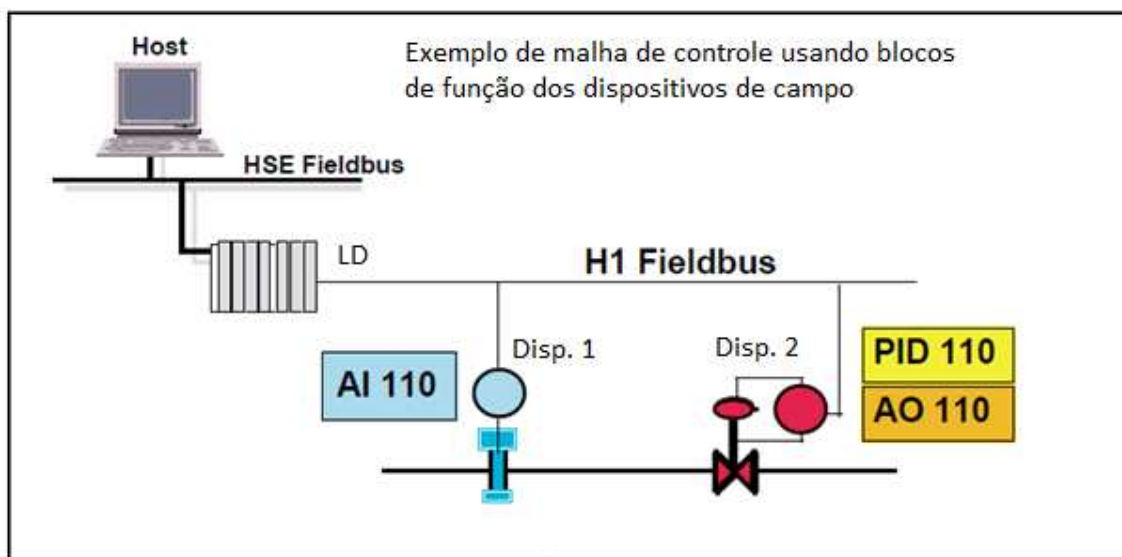 Host
Exemplo de malha de controle usando blocos
de função dos dispositivos de campo
HSE Fieldbus
LD
H1 Fieldbus
Disp. 1
Disp. 2
AI 110
PID 110
AO 110